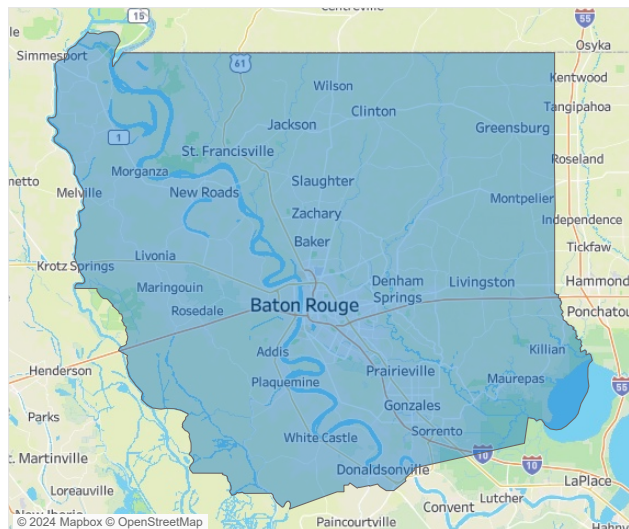 Centreville
15
55
Osyka
Simmesport
61
Kentwood
Wilson
Clinton
Tangipahoa
Jackson
Greensburg
1
St. Francisville
Roseland
Morganza
Slaughter
Melville
New Roads
Montpelier
Zachary
Independence
Baker
Tickfaw
Livonia
Krotz Springs
Denham
Springs
Livingston
Hammond
Maringouin
Baton Rouge
Rosedale
Ponchatou
Addis
Killian
Henderson
Plaquemine
Prairieville
Maurepas
55
Parks
Gonzales
White Castle
Sorrento
t. Martinville
10
10
Donaldsonville
LaPlace
Loreauville
Lutcher
Convent
Paincourtville
© 2024 Mapbox © OpenStreetMap